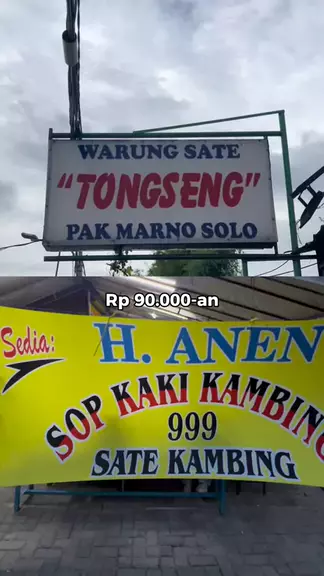 WARUNG SATE
"TONGSENG"
PAK MARNO SOLO
Rp 90.000-an
Sedia:
H. ANEN
SOP KAKI KAMBING
999
SATE KAMBING